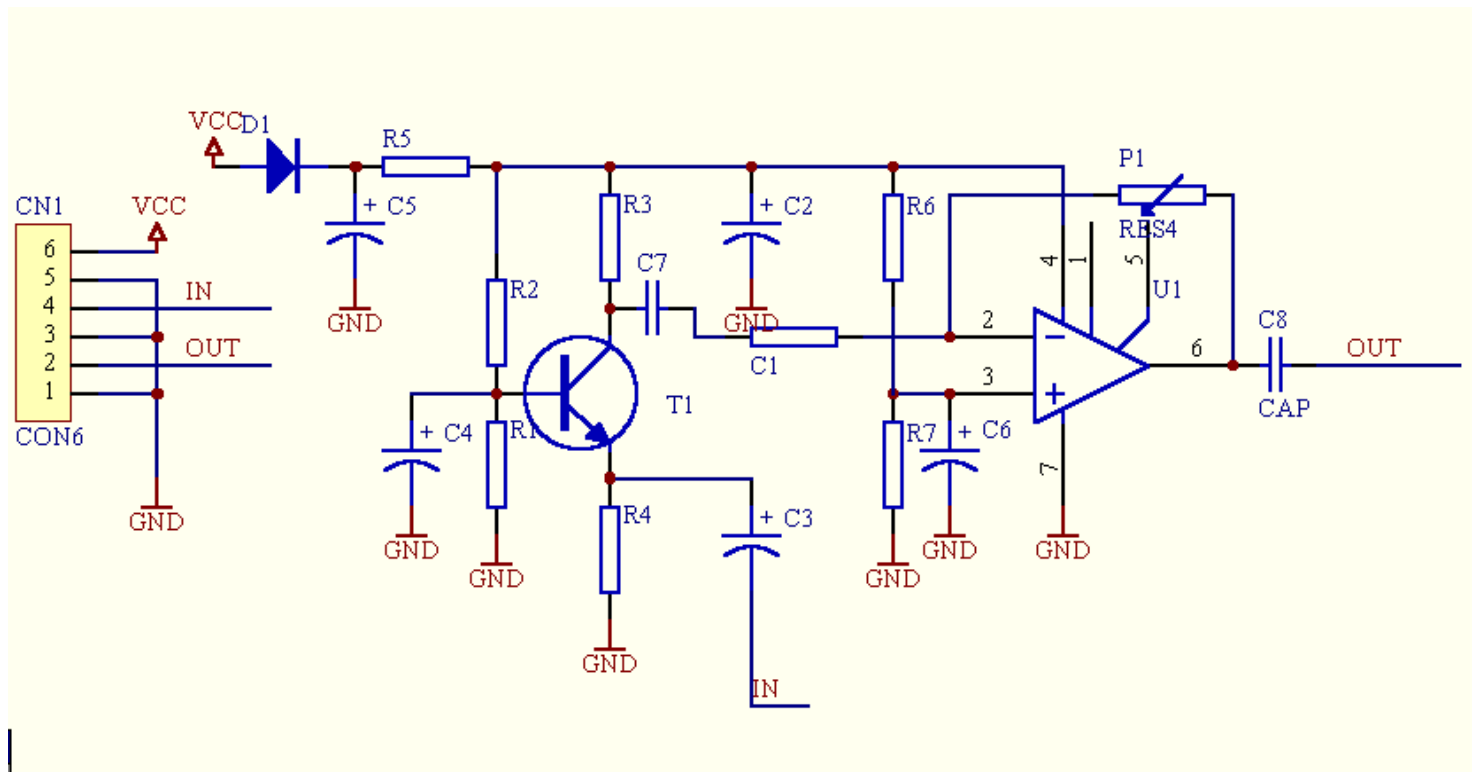 VCC
D1
R5
P1
CN1
VCC
+ C5
R3
+ C2
R6
RES4
6
5
4
3
2
1
IN
OUT
CON6
GND
GND
R2
C7
GND
C1
4
1
5
U1
2
3
6
7
C8
OUT
CAP
T1
+ C4
R1
R7
+ C6
R4
+ C3
GND
GND
GND
GND
GND
GND
IN